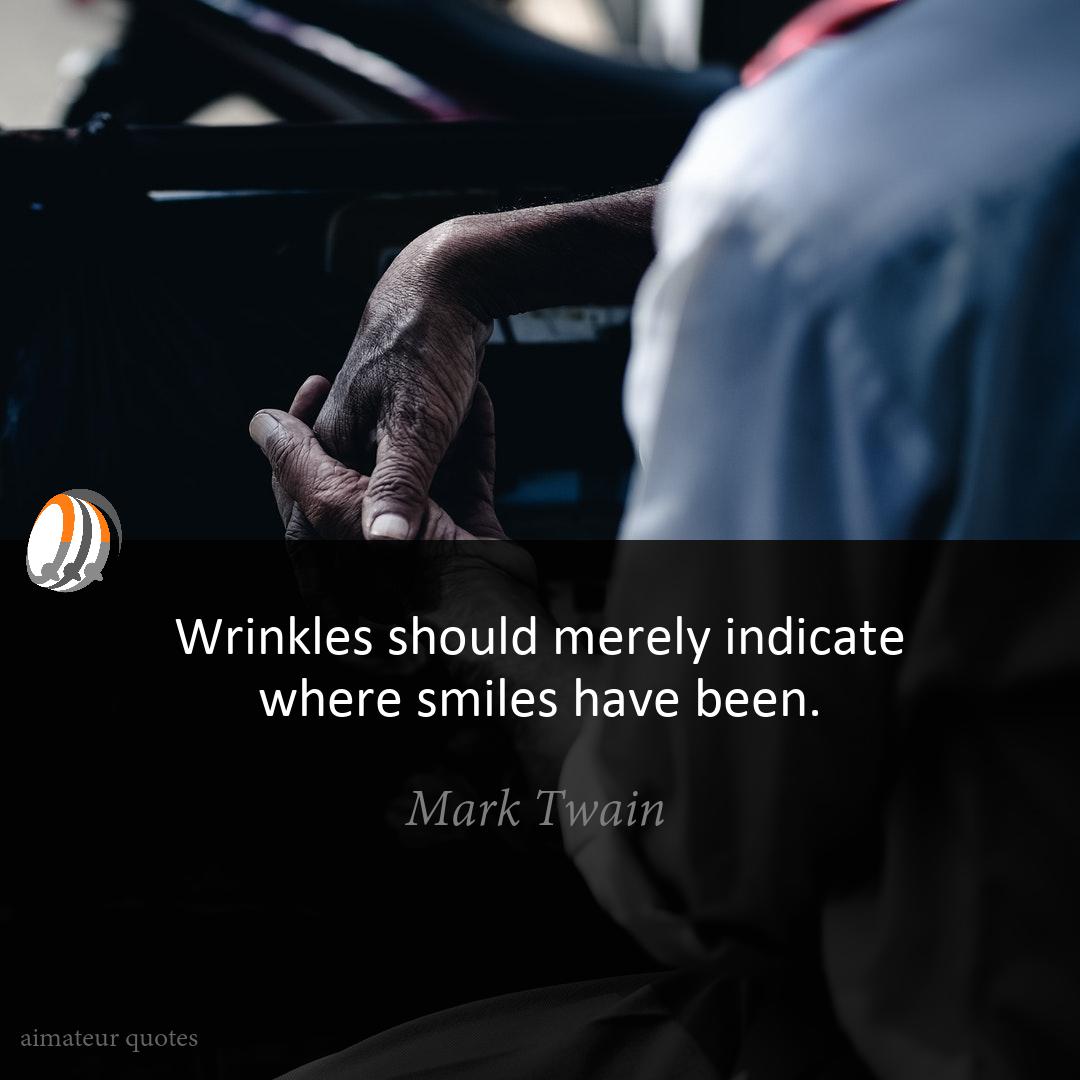 Wrinkles should merely indicate
where smiles have been.
Mark Twain
aimateur quotes